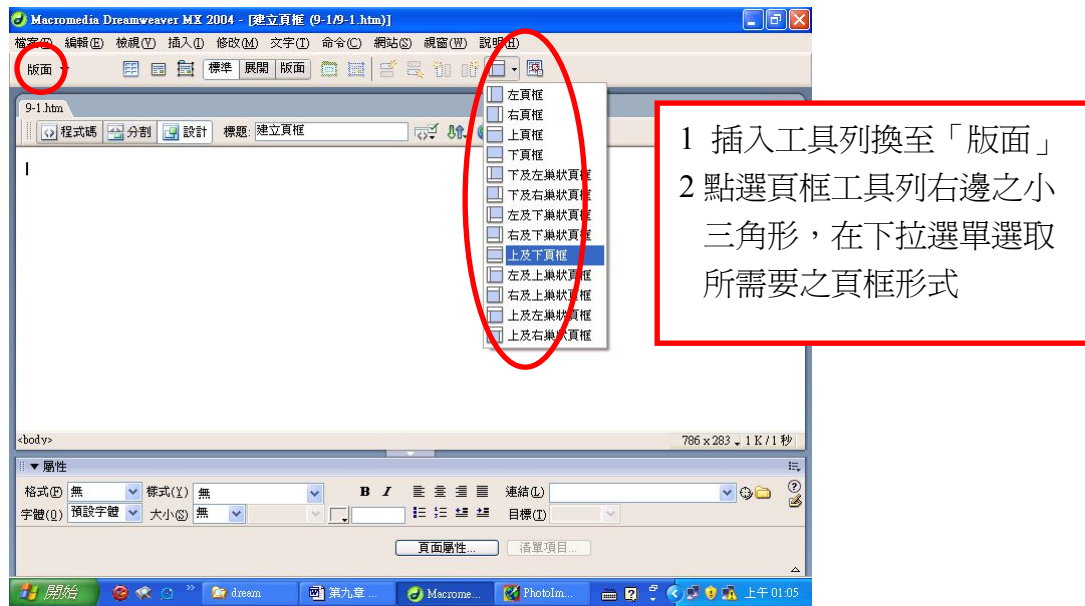 Macromedia Dreamweaver MX 2004 - [建立頁框 (9-1/9-1.htm)]
檔案(F) 編輯(E) 檢視(V) 插入(I) 修改(M) 文字(T) 命令(C) 網站(S) 視窗(W) 說明(H)
版面 標準 展開 版面
9-1.htm
程式碼 分割 設計 標題: 建立頁框
左頁框
右頁框
上頁框
下頁框
下及左巢狀頁框
下及右巢狀頁框
左及下巢狀頁框
右及下巢狀頁框
上及下頁框
左及上巢狀頁框
右及上巢狀頁框
上及左巢狀頁框
上及右巢狀頁框
1 插入工具列換至「版面」
2 點選頁框工具列右邊之小
三角形，在下拉選單選取
所需要之頁框形式
<body> 786 x 283 1 K / 1 秒
▼ 屬性
格式(F) 無 樣式(Y) 無 B I 連結(L)
字體(O) 預設字體 大小(S) 無 目標(T)
頁面屬性... 清單項目...
開始 dream 第九章 ... Macrome... PhotoIm... 上午 01:05